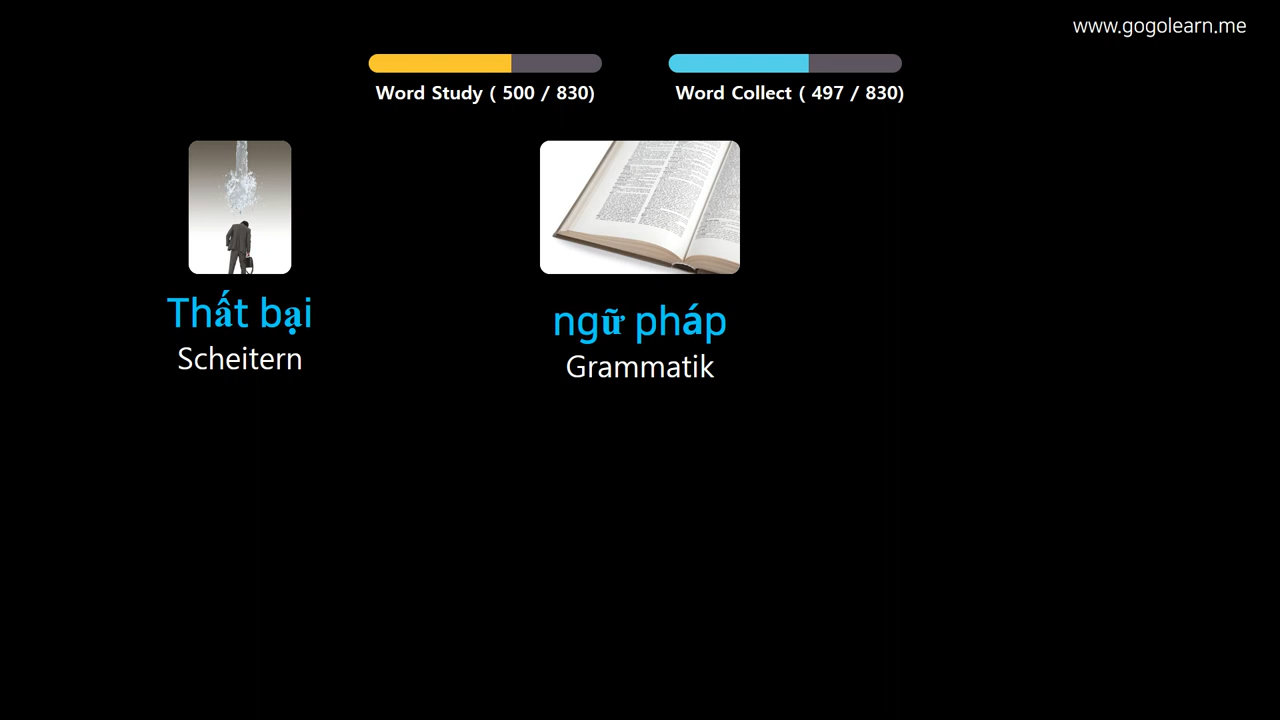 www.gogolearn.me
Word Study ( 500 / 830)
Word Collect ( 497 / 830)
Thất bại
Scheitern
ngữ pháp
Grammatik